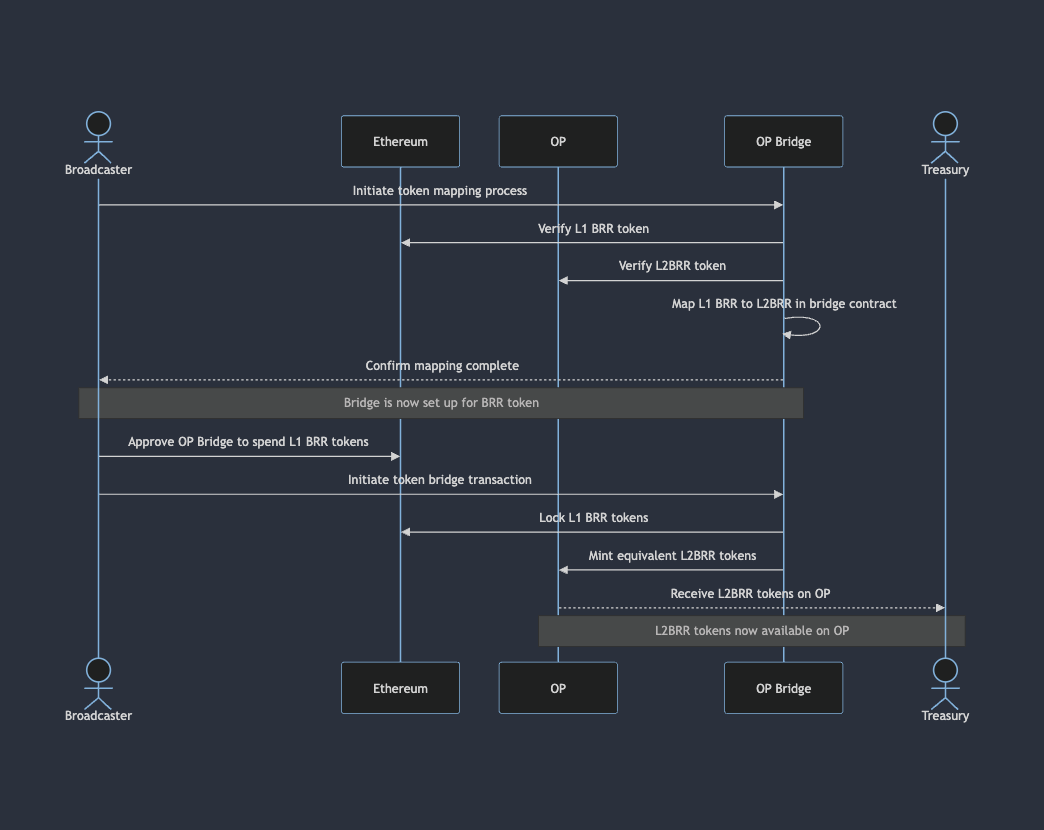 Broadcaster
Ethereum
OP
OP Bridge
Treasury
Initiate token mapping process
Verify L1 BRR token
Verify L2BRR token
Map L1 BRR to L2BRR in bridge contract
Confirm mapping complete
Bridge is now set up for BRR token
Approve OP Bridge to spend L1 BRR tokens
Initiate token bridge transaction
Lock L1 BRR tokens
Mint equivalent L2BRR tokens
Receive L2BRR tokens on OP
L2BRR tokens now available on OP
Broadcaster
Ethereum
OP
OP Bridge
Treasury